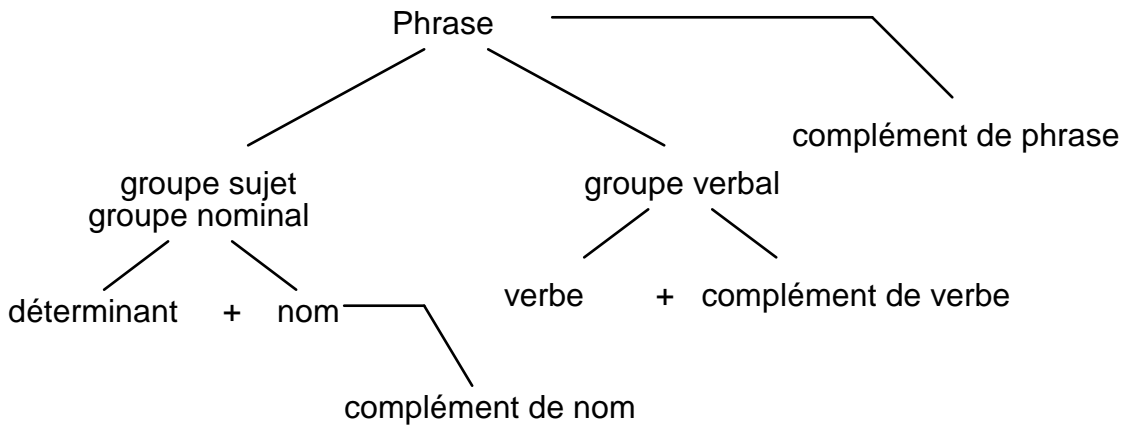 Phrase
complément de phrase
groupe sujet
groupe nominal
groupe verbal
déterminant + nom
verbe + complément de verbe
complément de nom